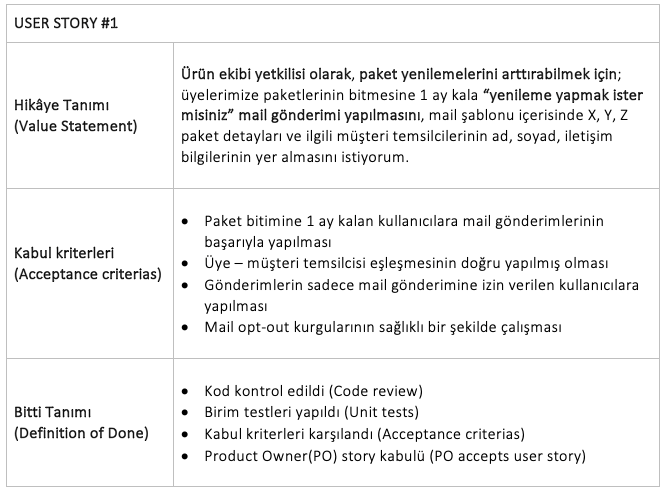 USER STORY #1
Hikâye Tanımı
(Value Statement)
Ürün ekibi yetkilisi olarak, paket yenilemelerini arttırabilmek için;
üyelerimize paketlerinin bitmesine 1 ay kala “yenileme yapmak ister
misiniz” mail gönderimi yapılmasını, mail şablonu içerisinde X, Y, Z
paket detayları ve ilgili müşteri temsilcilerinin ad, soyad, iletişim
bilgilerinin yer almasını istiyorum.
Kabul kriterleri
(Acceptance criterias)
• Paket bitimine 1 ay kalan kullanıcılara mail gönderimlerinin
başarıyla yapılması
• Üye – müşteri temsilcisi eşleşmesinin doğru yapılmış olması
• Gönderimlerin sadece mail gönderimine izin verilen kullanıcılara
yapılması
• Mail opt-out kurgularının sağlıklı bir şekilde çalışması
Bitti Tanımı
(Definition of Done)
• Kod kontrol edildi (Code review)
• Birim testleri yapıldı (Unit tests)
• Kabul kriterleri karşılandı (Acceptance criterias)
• Product Owner(PO) story kabulü (PO accepts user story)